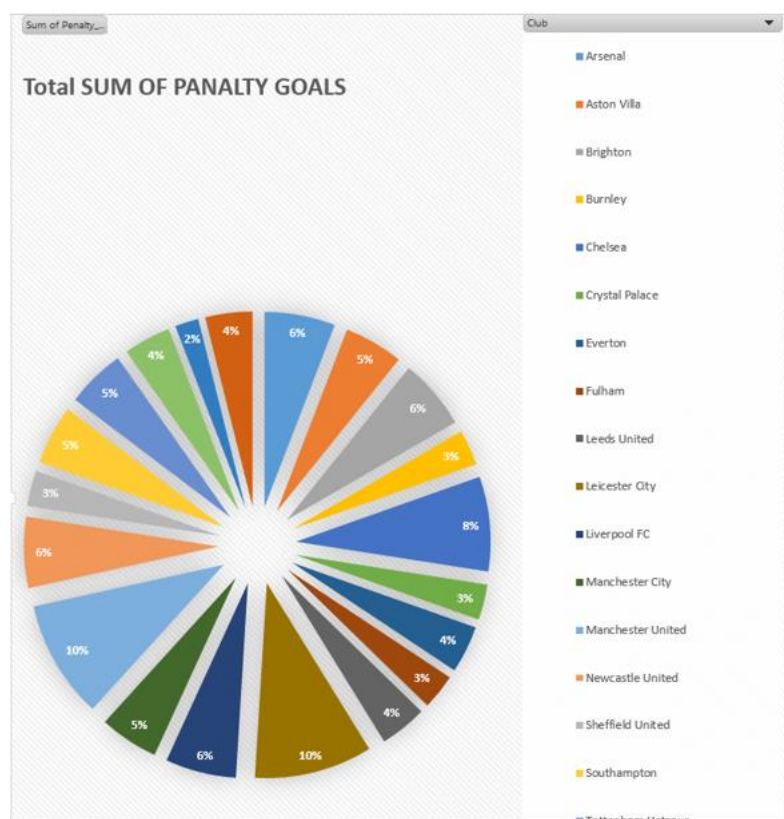 Sum of Penalty_...
Club
Total SUM OF PANALTY GOALS
Arsenal
Aston Villa
Brighton
Burnley
Chelsea
Crystal Palace
Everton
Fulham
Leeds United
Leicester City
Liverpool FC
Manchester City
Manchester United
Newcastle United
Sheffield United
Southampton
6%
5%
6%
3%
8%
3%
4%
3%
4%
10%
6%
5%
10%
6%
3%
5%
5%
4%
2%
4%